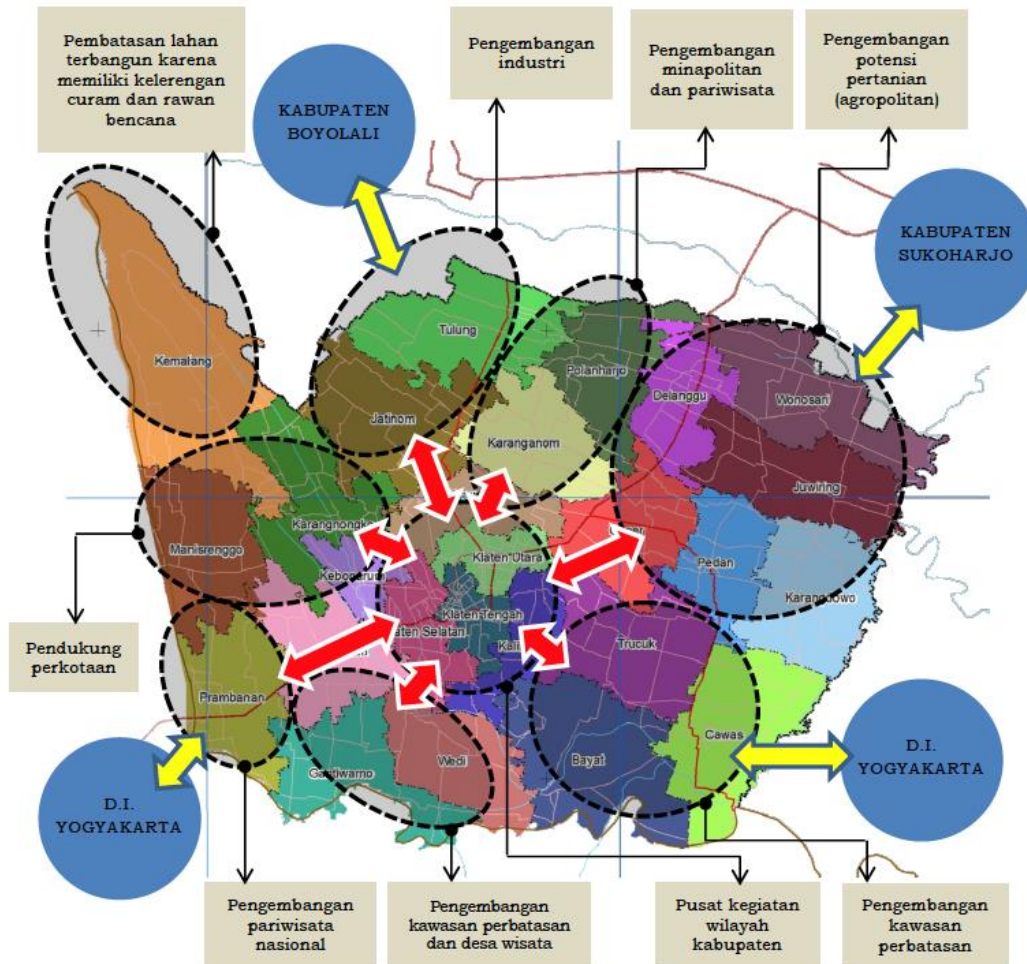 Pembatasan lahan
terbangun karena
memiliki kelerengan
curam dan rawan
bencana
KABUPATEN
BOYOLALI
Pengembangan
industri
Pengembangan
minapolitan
dan pariwisata
Pengembangan
potensi
pertanian
(agropolitan)
KABUPATEN
SUKOHARJO
Kemalang
Tulung
Jatinom
Polanharjo
Karanganom
Delanggu
Wonosari
Juwiring
Manisrenggo
Karangnongko
Kebonarum
Klaten Utara
Klaten Tengah
Pedan
Karangdowo
Trucuk
Prambanan
Gantiwarno
Wedi
Bayat
Cawas
Pendukung
perkotaan
D.I.
YOGYAKARTA
D.I.
YOGYAKARTA
Pengembangan
pariwisata
nasional
Pengembangan
kawasan perbatasan
dan desa wisata
Pusat kegiatan
wilayah
kabupaten
Pengembangan
kawasan
perbatasan